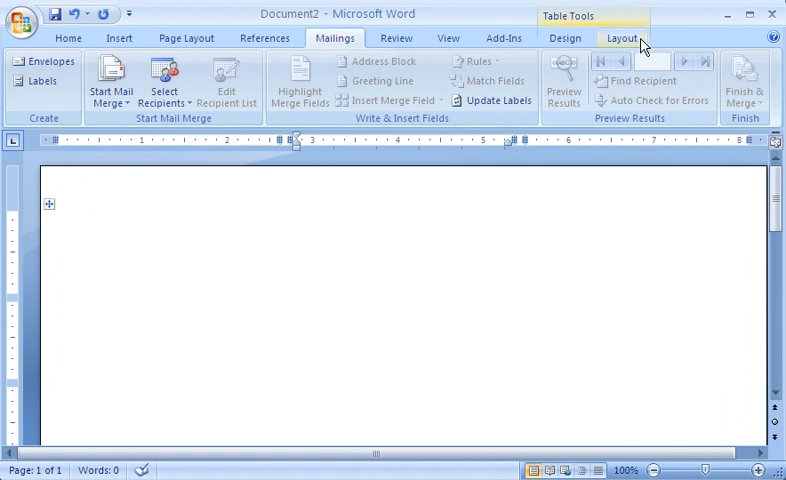 Document2 - Microsoft Word
Table Tools
Home Insert Page Layout References Mailings Review View Add-Ins Design Layout
Envelopes
Labels
Create
Start Mail Merge
Select Recipients
Edit Recipient List
Start Mail Merge
Highlight Merge Fields
Address Block
Greeting Line
Insert Merge Field
Rules
Match Fields
Update Labels
Write & Insert Fields
ABC
Preview Results
Find Recipient
Auto Check for Errors
Preview Results
Finish & Merge
Finish
1 2 3 4 5 6 7 8
Page: 1 of 1 Words: 0 100%